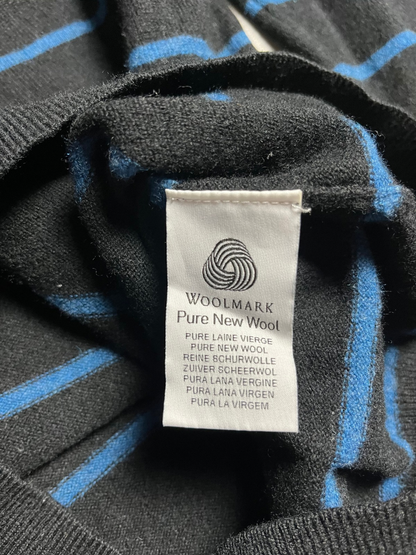 WOOLMARK
Pure New Wool
PURE LAINE VIERGE
PURE NEW WOOL
REINE SCHURWOLLE
ZUIVER SCHEERWOL
PURA LANA VERGINE
PURA LANA VIRGEN
PURA LA VIRGEM